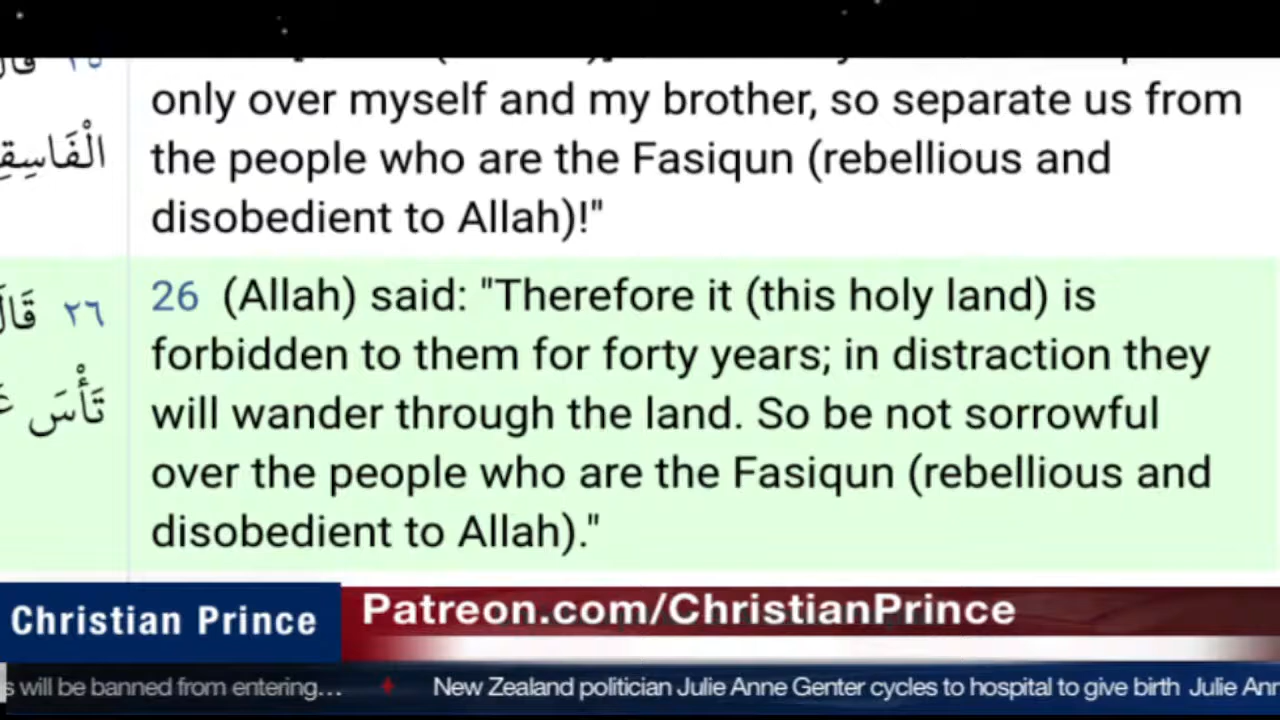 only over myself and my brother, so separate us from
the people who are the Fasiqun (rebellious and
disobedient to Allah)!"
٢٥
26 (Allah) said: "Therefore it (this holy land) is
forbidden to them for forty years; in distraction they
will wander through the land. So be not sorrowful
over the people who are the Fasiqun (rebellious and
disobedient to Allah)."
٢٦
تَأْسَ
Christian Prince
Patreon.com/ChristianPrince
s will be banned from entering... New Zealand politician Julie Anne Genter cycles to hospital to give birth Julie